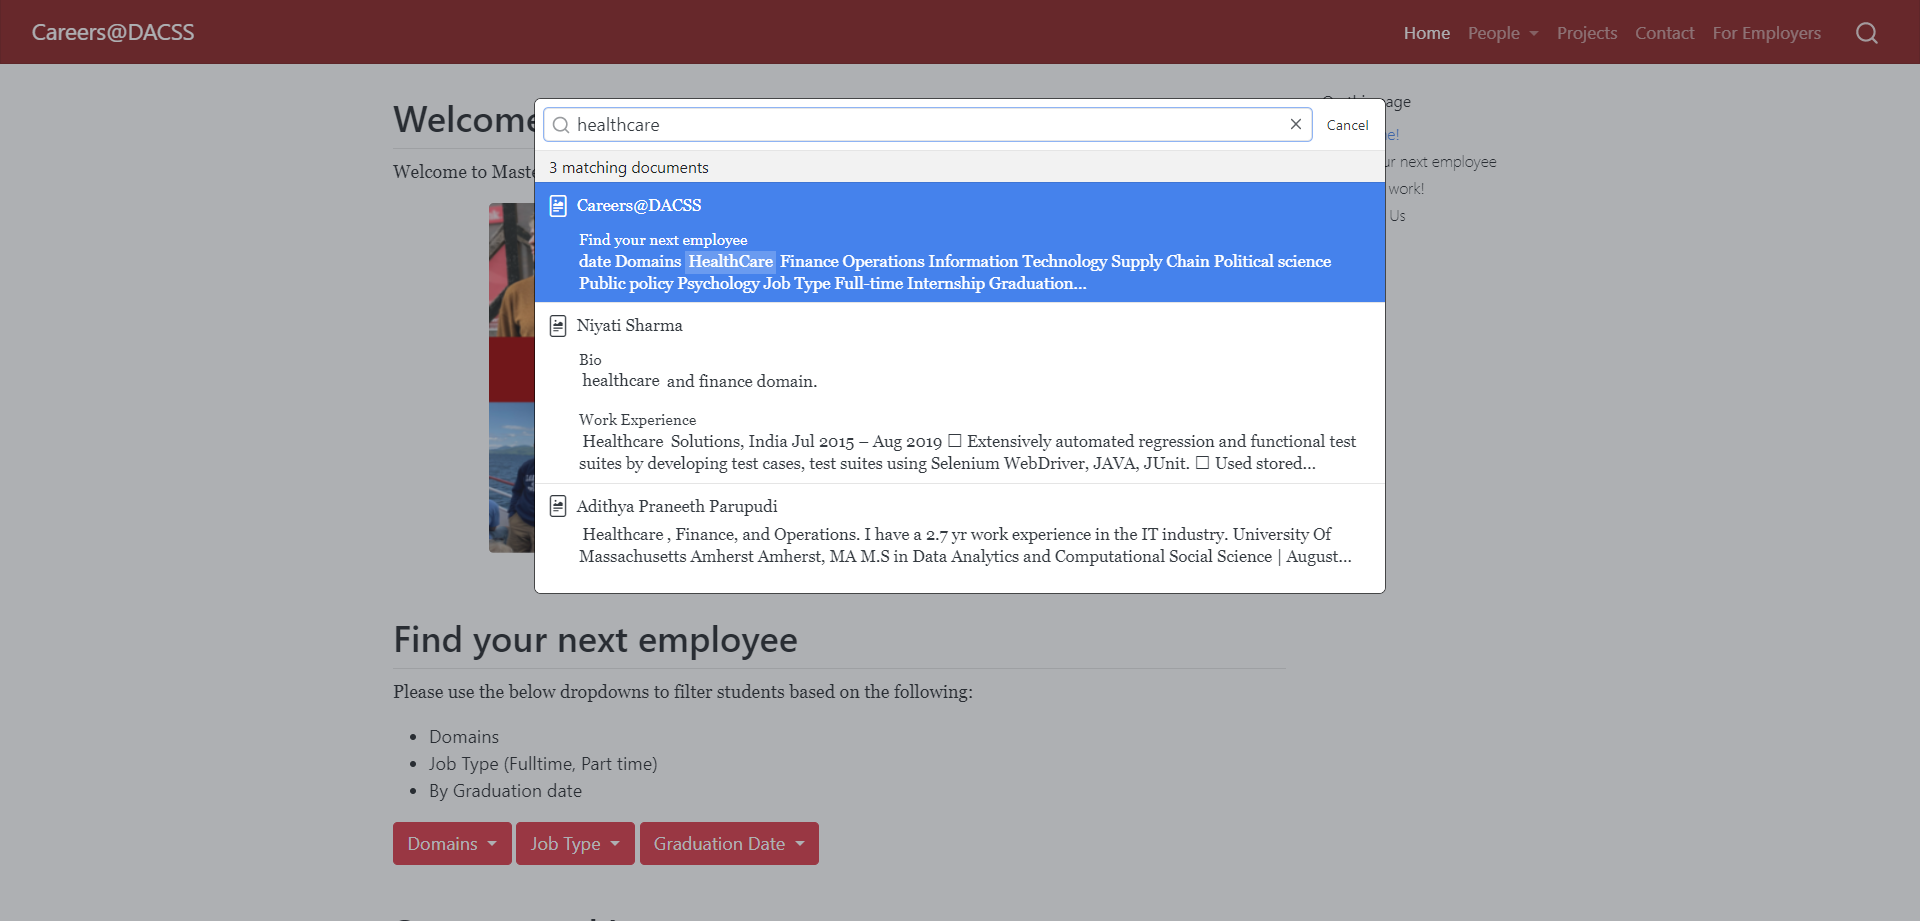 Careers@DACSS
Home People Projects Contact For Employers
Welcome
Welcome to
healthcare
Cancel
3 matching documents
Careers@DACSS
Find your next employee
date Domains HealthCare Finance Operations Information Technology Supply Chain Political science
Public policy Psychology Job Type Full-time Internship Graduation...
Niyati Sharma
Bio
healthcare and finance domain.
Work Experience
Healthcare Solutions, India Jul 2015 – Aug 2019 ☐ Extensively automated regression and functional test
suites by developing test cases, test suites using Selenium WebDriver, JAVA, JUnit. ☐ Used stored...
Adithya Praneeth Parupudi
Healthcare , Finance, and Operations. I have a 2.7 yr work experience in the IT industry. University Of
Massachusetts Amherst Amherst, MA M.S in Data Analytics and Computational Social Science | August...
next employee
work!
Us
Find your next employee
Please use the below dropdowns to filter students based on the following:
• Domains
• Job Type (Fulltime, Part time)
• By Graduation date
Domains Job Type Graduation Date